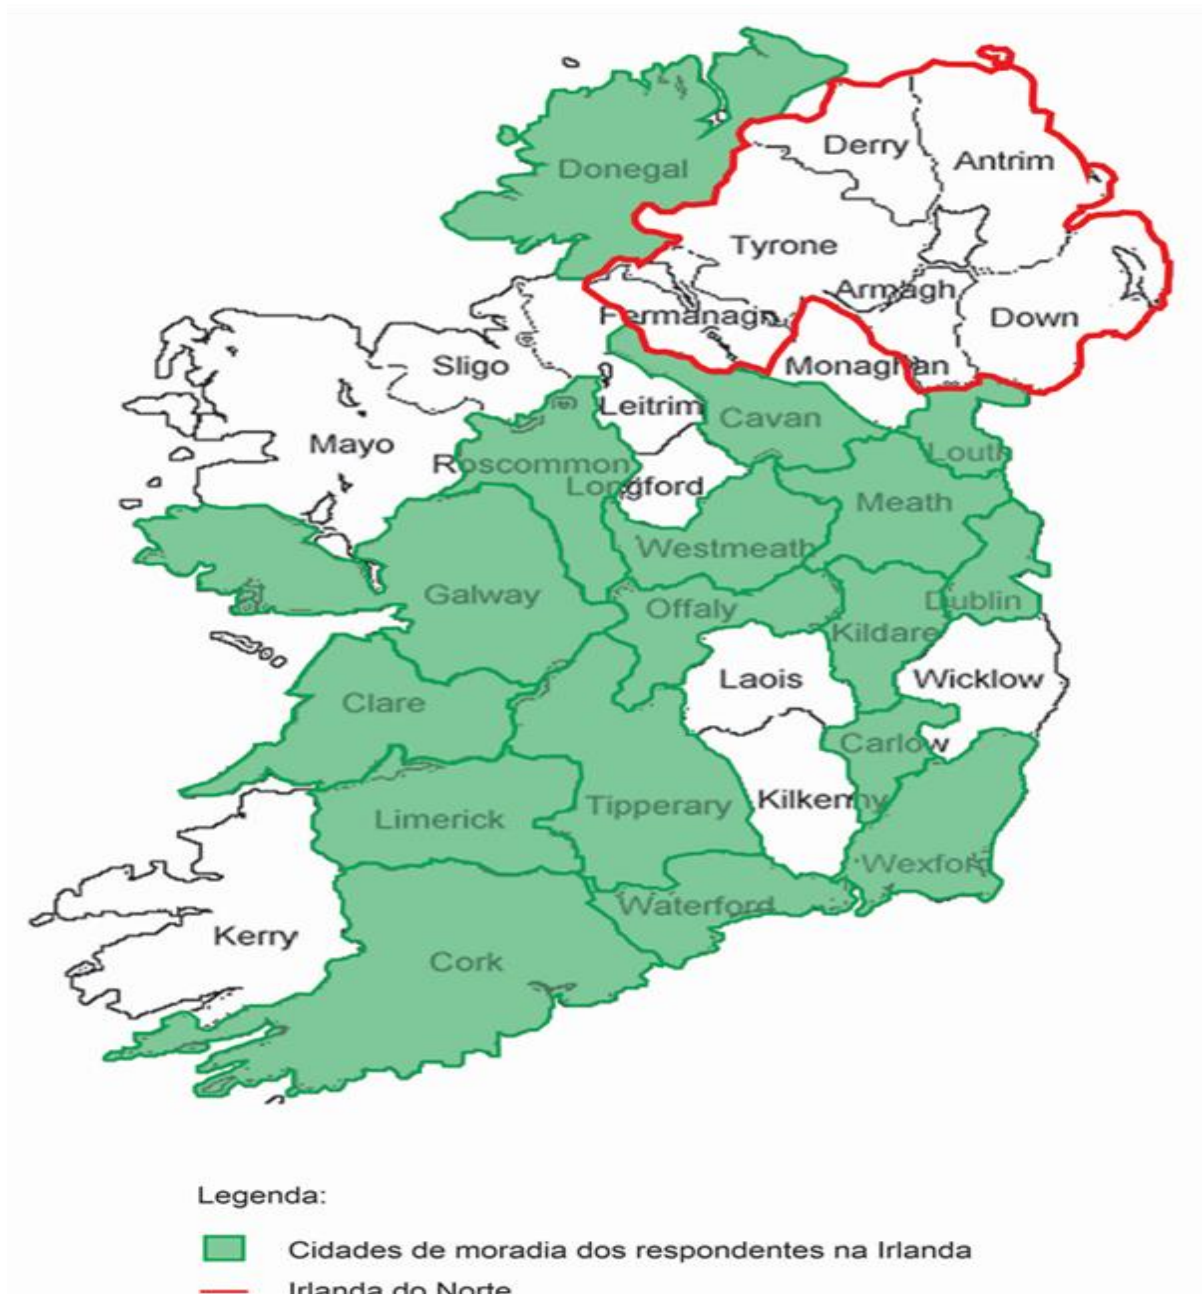 Derry
Antrim
Donegal
Tyrone
Armagh
Fermanagh
Down
Sligo
Monaghan
Leitrim
Cavan
Mayo
Louth
Roscommon
Longford
Meath
Westmeath
Galway
Offaly
Dublin
Kildare
Laois
Wicklow
Clare
Carlow
Kilkenny
Tipperary
Limerick
Wexford
Waterford
Kerry
Cork
Legenda:
Cidades de moradia dos respondentes na Irlanda
Irlanda do Norte